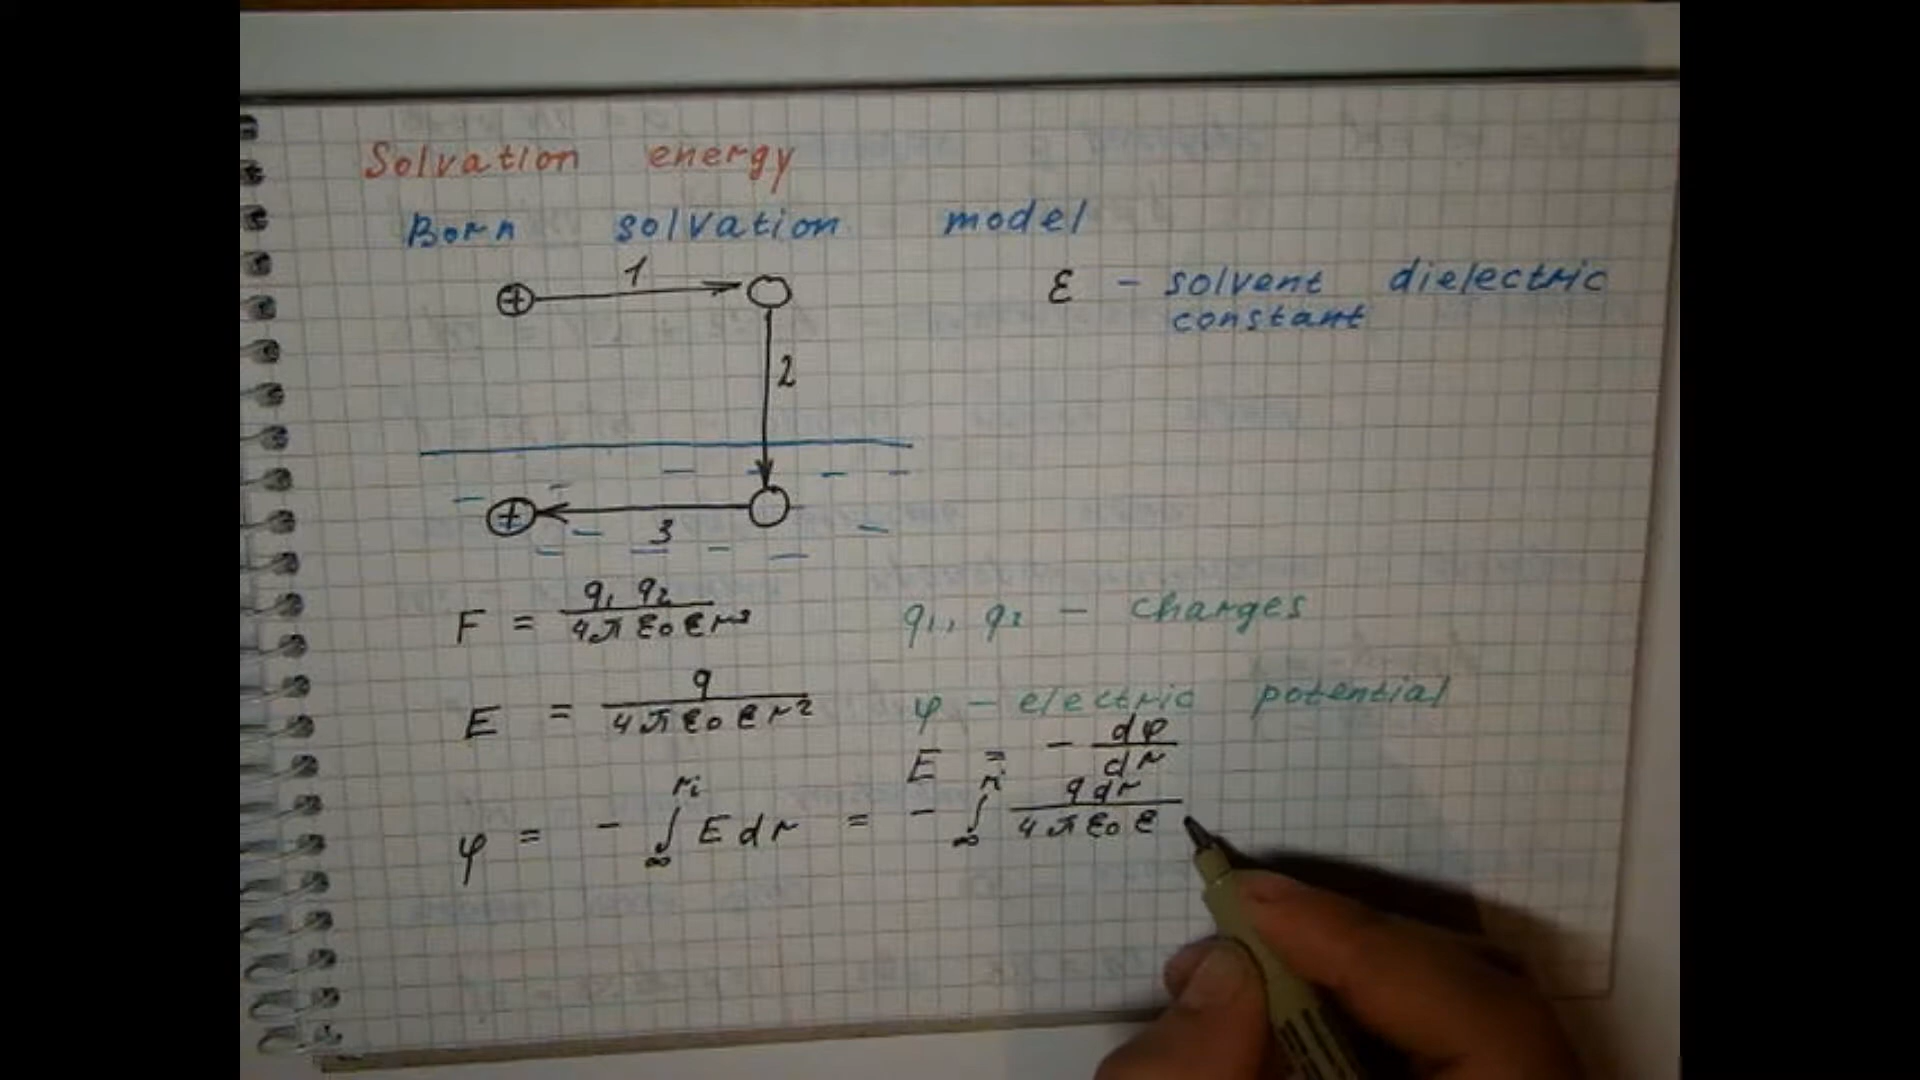 Solvation energy
Born solvation model
1
ε - solvent dielectric
constant
2
3
F = q₁ q₂ / 4π ε₀ ε r³
q₁, q₂ - charges
E = q / 4π ε₀ ε r²
φ - electric potential
E = - dφ / dr
φ = - ∫∞^ri E dr = - ∫∞^ri q dr / 4π ε₀ ε